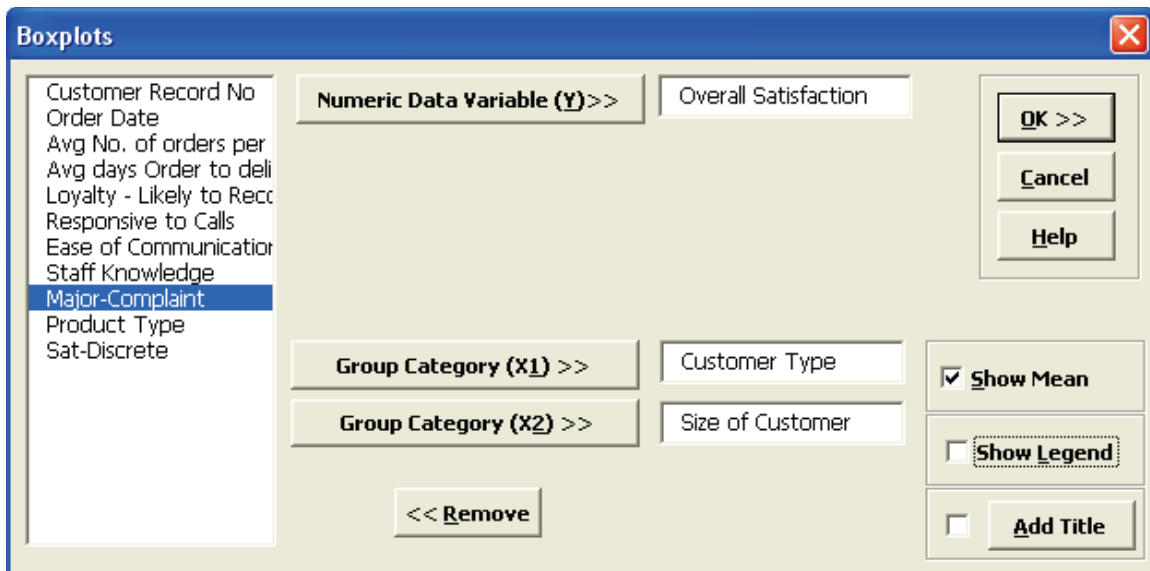 Boxplots
Customer Record No
Order Date
Avg No. of orders per
Avg days Order to deli
Loyalty - Likely to Reco
Responsive to Calls
Ease of Communication
Staff Knowledge
Major-Complaint
Product Type
Sat-Discrete
Numeric Data Variable (Y)>>
Overall Satisfaction
Group Category (X1) >>
Customer Type
Group Category (X2) >>
Size of Customer
<< Remove
OK >>
Cancel
Help
Show Mean
Show Legend
Add Title